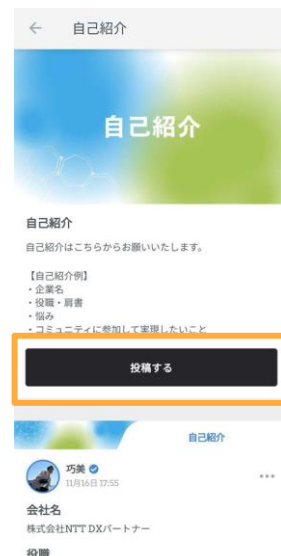 自己紹介
自己紹介
自己紹介
自己紹介はこちらからお願いいたします。
【自己紹介例】
・企業名
・役職・肩書
・悩み
・コミュニティに参加して実現したいこと
投稿する
自己紹介
巧美
11月16日 17:55
会社名
株式会社NTT DXパートナー
役職